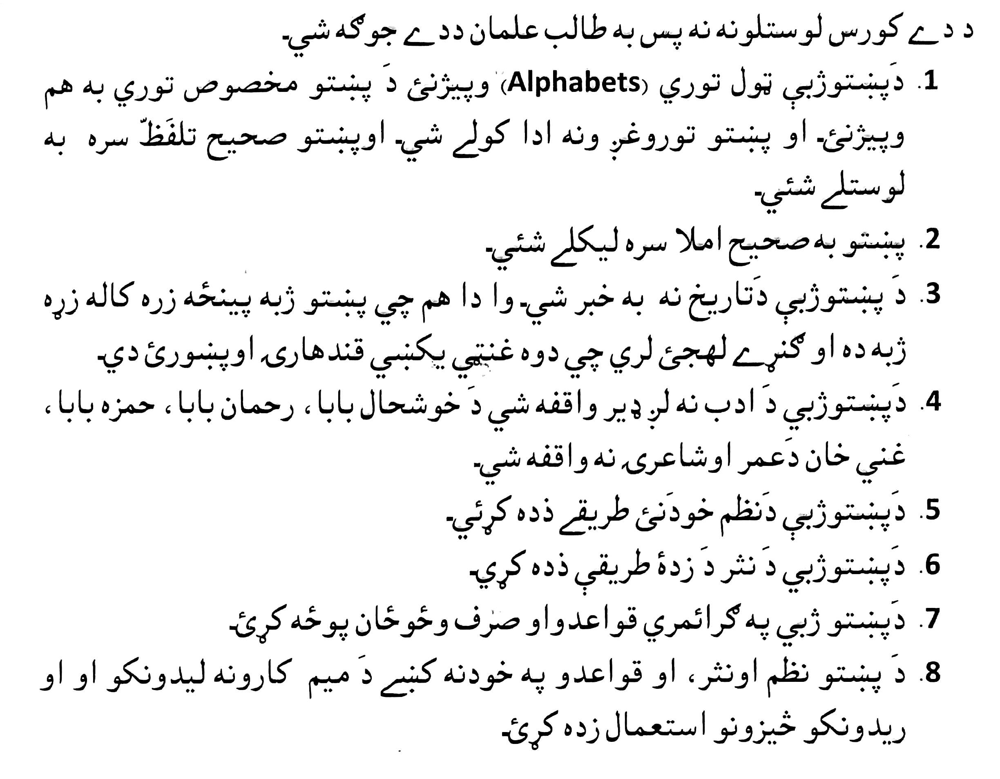 د دے کورس لوستلونه نه پس به طالب علمان ددے جوګه شي۔
1. دَپښتوژبې ټول توري (Alphabets) وپيژنئ دَ پښتو مخصوص توري به هم
وپيژنئ۔ او پښتو توروغږ ونه ادا کولے شي۔ اوپښتو صحيح تلفَظّ سره به
لوستلے شئي۔
2. پښتو به صحيح املا سره ليکلے شئي۔
3. دَ پښتوژبې دَتاريخ نه به خبر شي۔ وا دا هم چي پښتو ژبه پينځه زره کاله زړه
ژبه ده او ګنړے لهجئ لري چي دوه غنټي يکښي قندهارۍ اوپښورئ دي۔
4. دَپښتوژبي دَ ادب نه لږ ډير واقفه شي دَ خوشحال بابا، رحمان بابا، حمزه بابا،
غني خان دَعمر اوشاعرۍ نه واقفه شي۔
5. دَپښتوژبې دَنظم خودَنئ طريقے ذده کړئي۔
6. دَپښتوژبي دَ نثر دَ زدهٔ طريقې ذده کړي۔
7. دَپښتو ژبي په ګرائمري قواعدواو صرف وځوځان پوځه کړئ۔
8. دَ پښتو نظم اونثر، او قواعدو په خودنه کښے دَ ميم کارونه ليدونکو او او
ريدونکو څيزونو استعمال زده کړئ۔